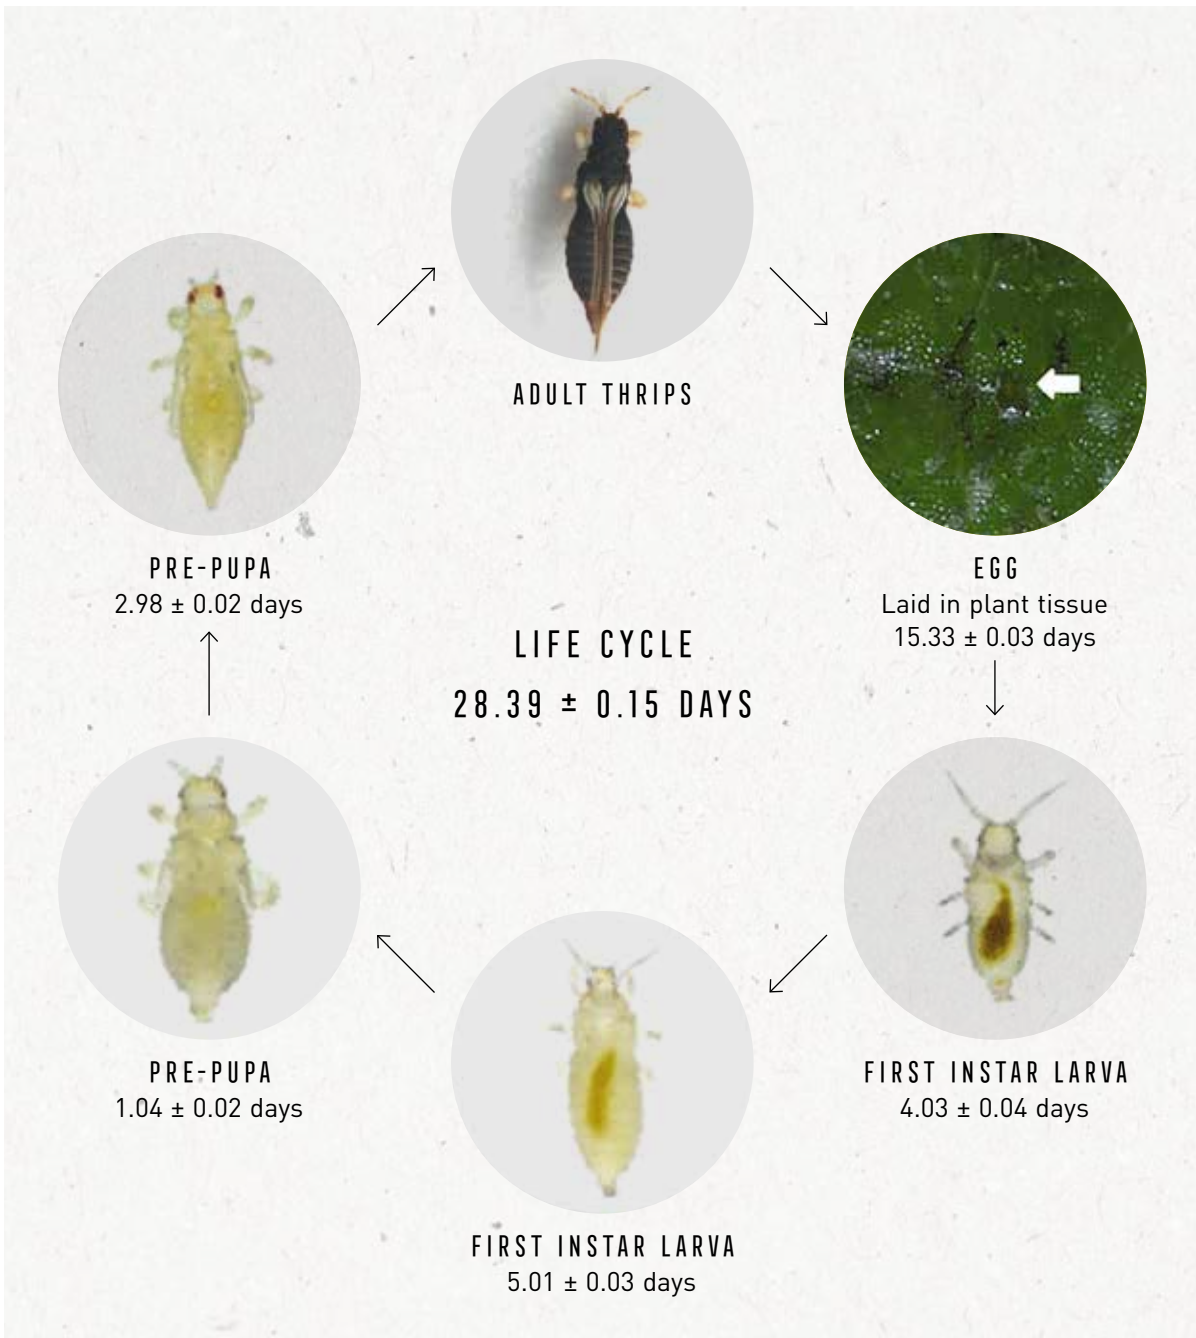 ADULT THRIPS
EGG
Laid in plant tissue
15.33 ± 0.03 days
FIRST INSTAR LARVA
4.03 ± 0.04 days
FIRST INSTAR LARVA
5.01 ± 0.03 days
PRE-PUPA
1.04 ± 0.02 days
PRE-PUPA
2.98 ± 0.02 days
LIFE CYCLE
28.39 ± 0.15 DAYS